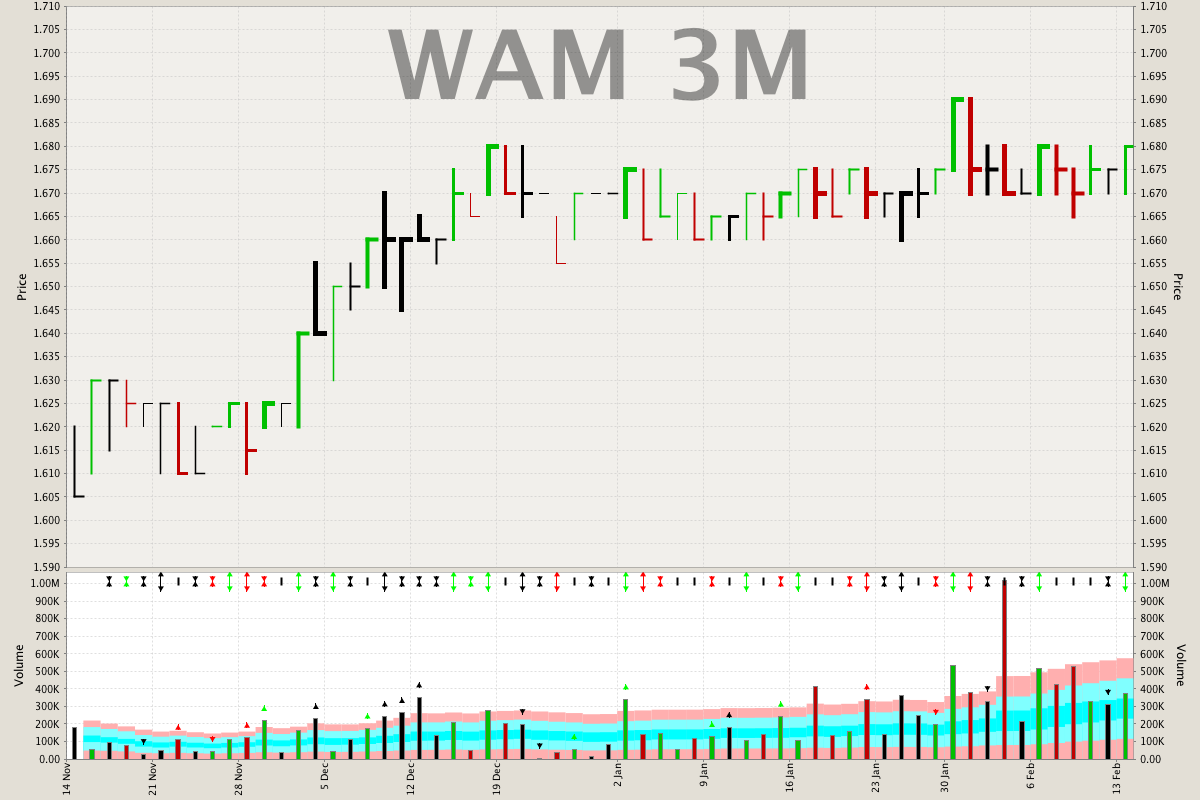 WAM 3M
1.710 1.710
1.705 1.705
1.700 1.700
1.695 1.695
1.690 1.690
1.685 1.685
1.680 1.680
1.675 1.675
1.670 1.670
1.665 1.665
1.660 1.660
1.655 1.655
Price Price
1.650 1.650
1.645 1.645
1.640 1.640
1.635 1.635
1.630 1.630
1.625 1.625
1.620 1.620
1.615 1.615
1.610 1.610
1.605 1.605
1.600 1.600
1.595 1.595
1.590 1.590
1.00M 1.00M
900K 900K
800K 800K
700K 700K
600K 600K
Volume Volume
500K 500K
400K 400K
300K 300K
200K 200K
100K 100K
0.00 0.00
14 Nov 21 Nov 28 Nov 5 Dec 12 Dec 19 Dec 2 Jan 9 Jan 16 Jan 23 Jan 30 Jan 6 Feb 13 Feb